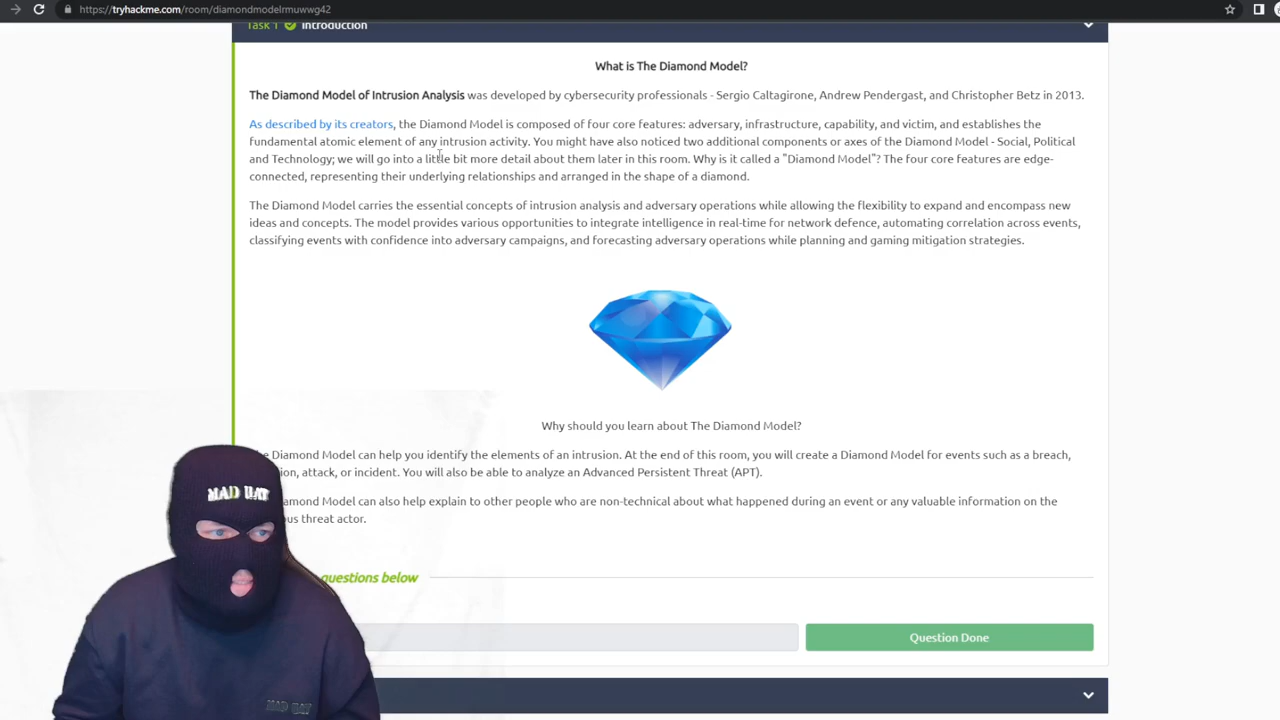 https://tryhackme.com/room/diamondmodelrmuwwg42
Task 1 Introduction
What is The Diamond Model?
The Diamond Model of Intrusion Analysis was developed by cybersecurity professionals - Sergio Caltagirone, Andrew Pendergast, and Christopher Betz in 2013.
As described by its creators, the Diamond Model is composed of four core features: adversary, infrastructure, capability, and victim, and establishes the
fundamental atomic element of any intrusion activity. You might have also noticed two additional components or axes of the Diamond Model - Social, Political
and Technology; we will go into a little bit more detail about them later in this room. Why is it called a "Diamond Model"? The four core features are edge-
connected, representing their underlying relationships and arranged in the shape of a diamond.
The Diamond Model carries the essential concepts of intrusion analysis and adversary operations while allowing the flexibility to expand and encompass new
ideas and concepts. The model provides various opportunities to integrate intelligence in real-time for network defence, automating correlation across events,
classifying events with confidence into adversary campaigns, and forecasting adversary operations while planning and gaming mitigation strategies.
Why should you learn about The Diamond Model?
Diamond Model can help you identify the elements of an intrusion. At the end of this room, you will create a Diamond Model for events such as a breach,
attack, or incident. You will also be able to analyze an Advanced Persistent Threat (APT).
Diamond Model can also help explain to other people who are non-technical about what happened during an event or any valuable information on the
threat actor.
questions below
Question Done
MAD HAT
MAD HAT